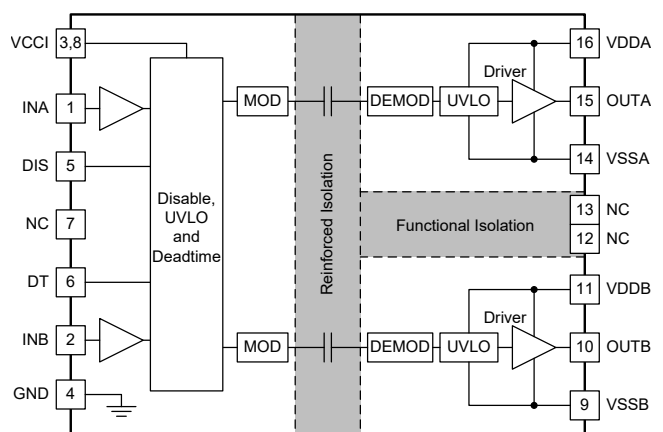 VCCI 3,8
INA 1
DIS 5
NC 7
DT 6
INB 2
GND 4
Disable,
UVLO
and
Deadtime
MOD
MOD
Reinforced Isolation
DEMOD UVLO
Driver
Functional Isolation
DEMOD UVLO
Driver
16 VDDA
15 OUTA
14 VSSA
13 NC
12 NC
11 VDDB
10 OUTB
9 VSSB